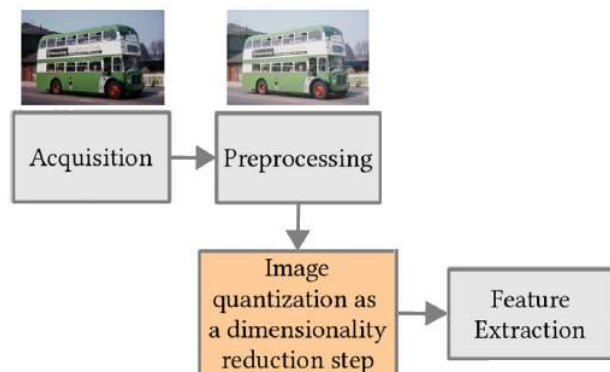 Acquisition
Preprocessing
Image
quantization as
a dimensionality
reduction step
Feature
Extraction